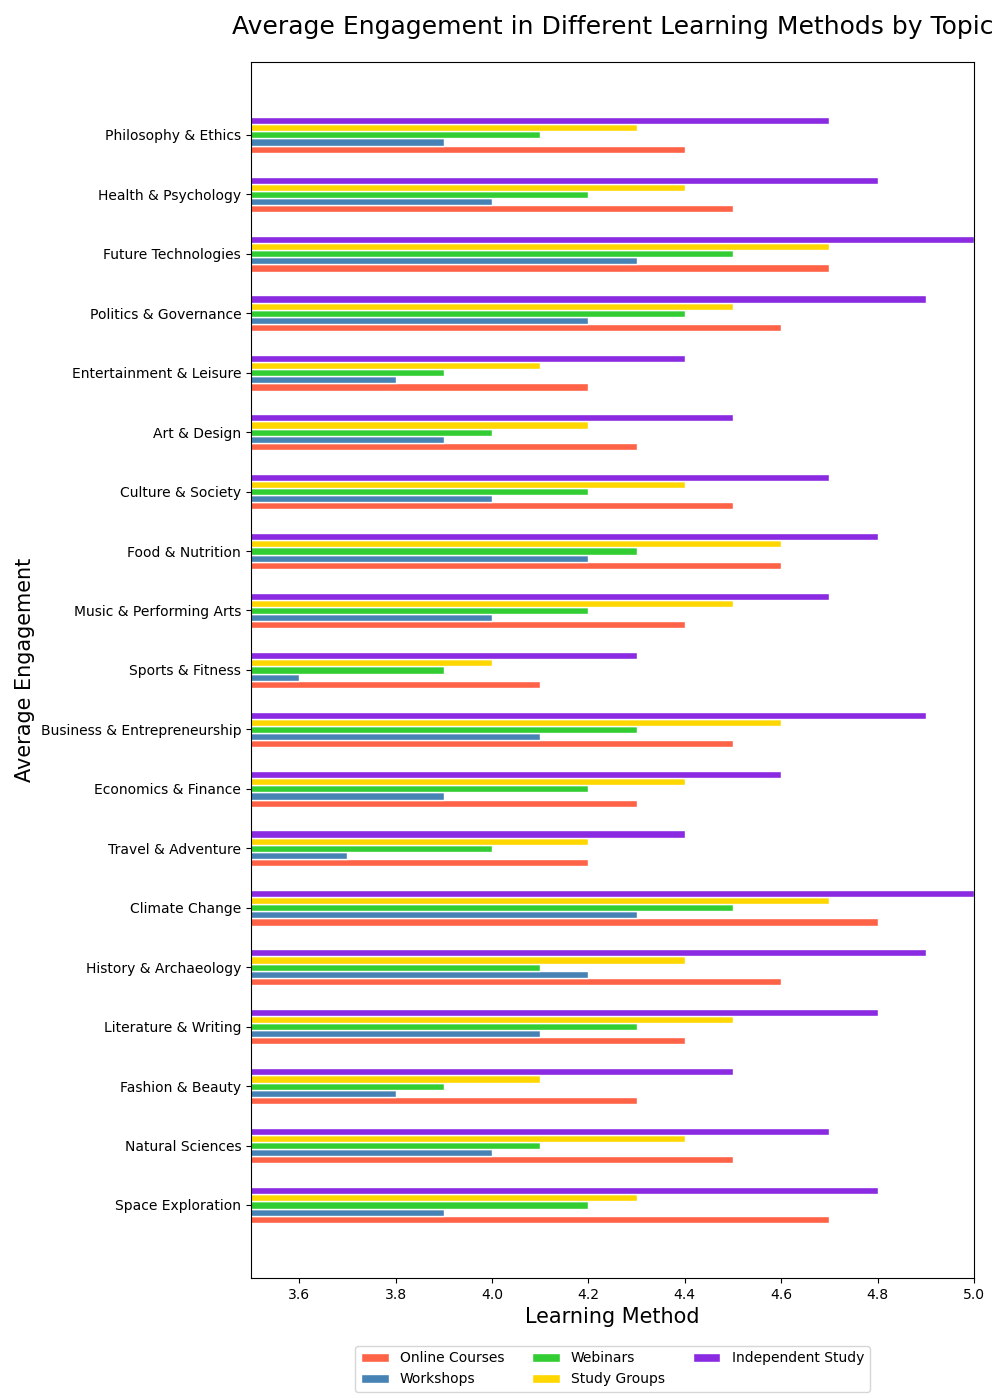 Average Engagement in Different Learning Methods by Topic
Philosophy & Ethics
Health & Psychology
Future Technologies
Politics & Governance
Entertainment & Leisure
Art & Design
Culture & Society
Food & Nutrition
Music & Performing Arts
Sports & Fitness
Business & Entrepreneurship
Economics & Finance
Travel & Adventure
Climate Change
History & Archaeology
Literature & Writing
Fashion & Beauty
Natural Sciences
Space Exploration
Average Engagement
3.6 3.8 4.0 4.2 4.4 4.6 4.8 5.0
Learning Method
Online Courses Webinars Independent Study
Workshops Study Groups